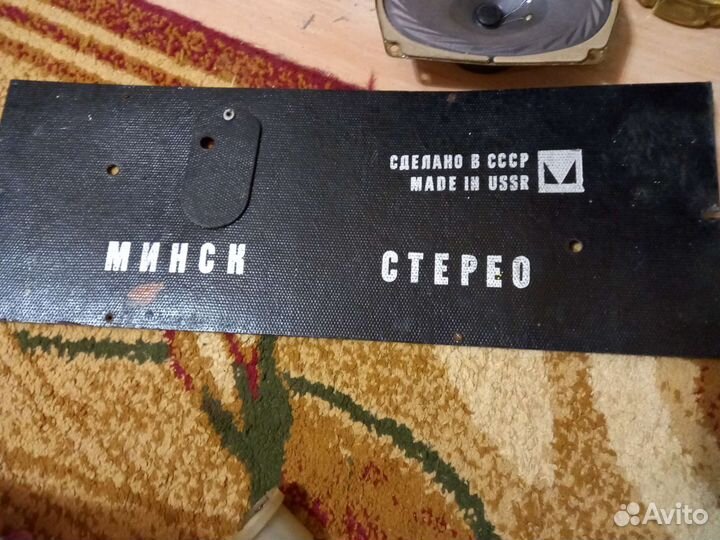 СДЕЛАНО В СССР
MADE IN USSR
МИНСК СТЕРЕО
Avito